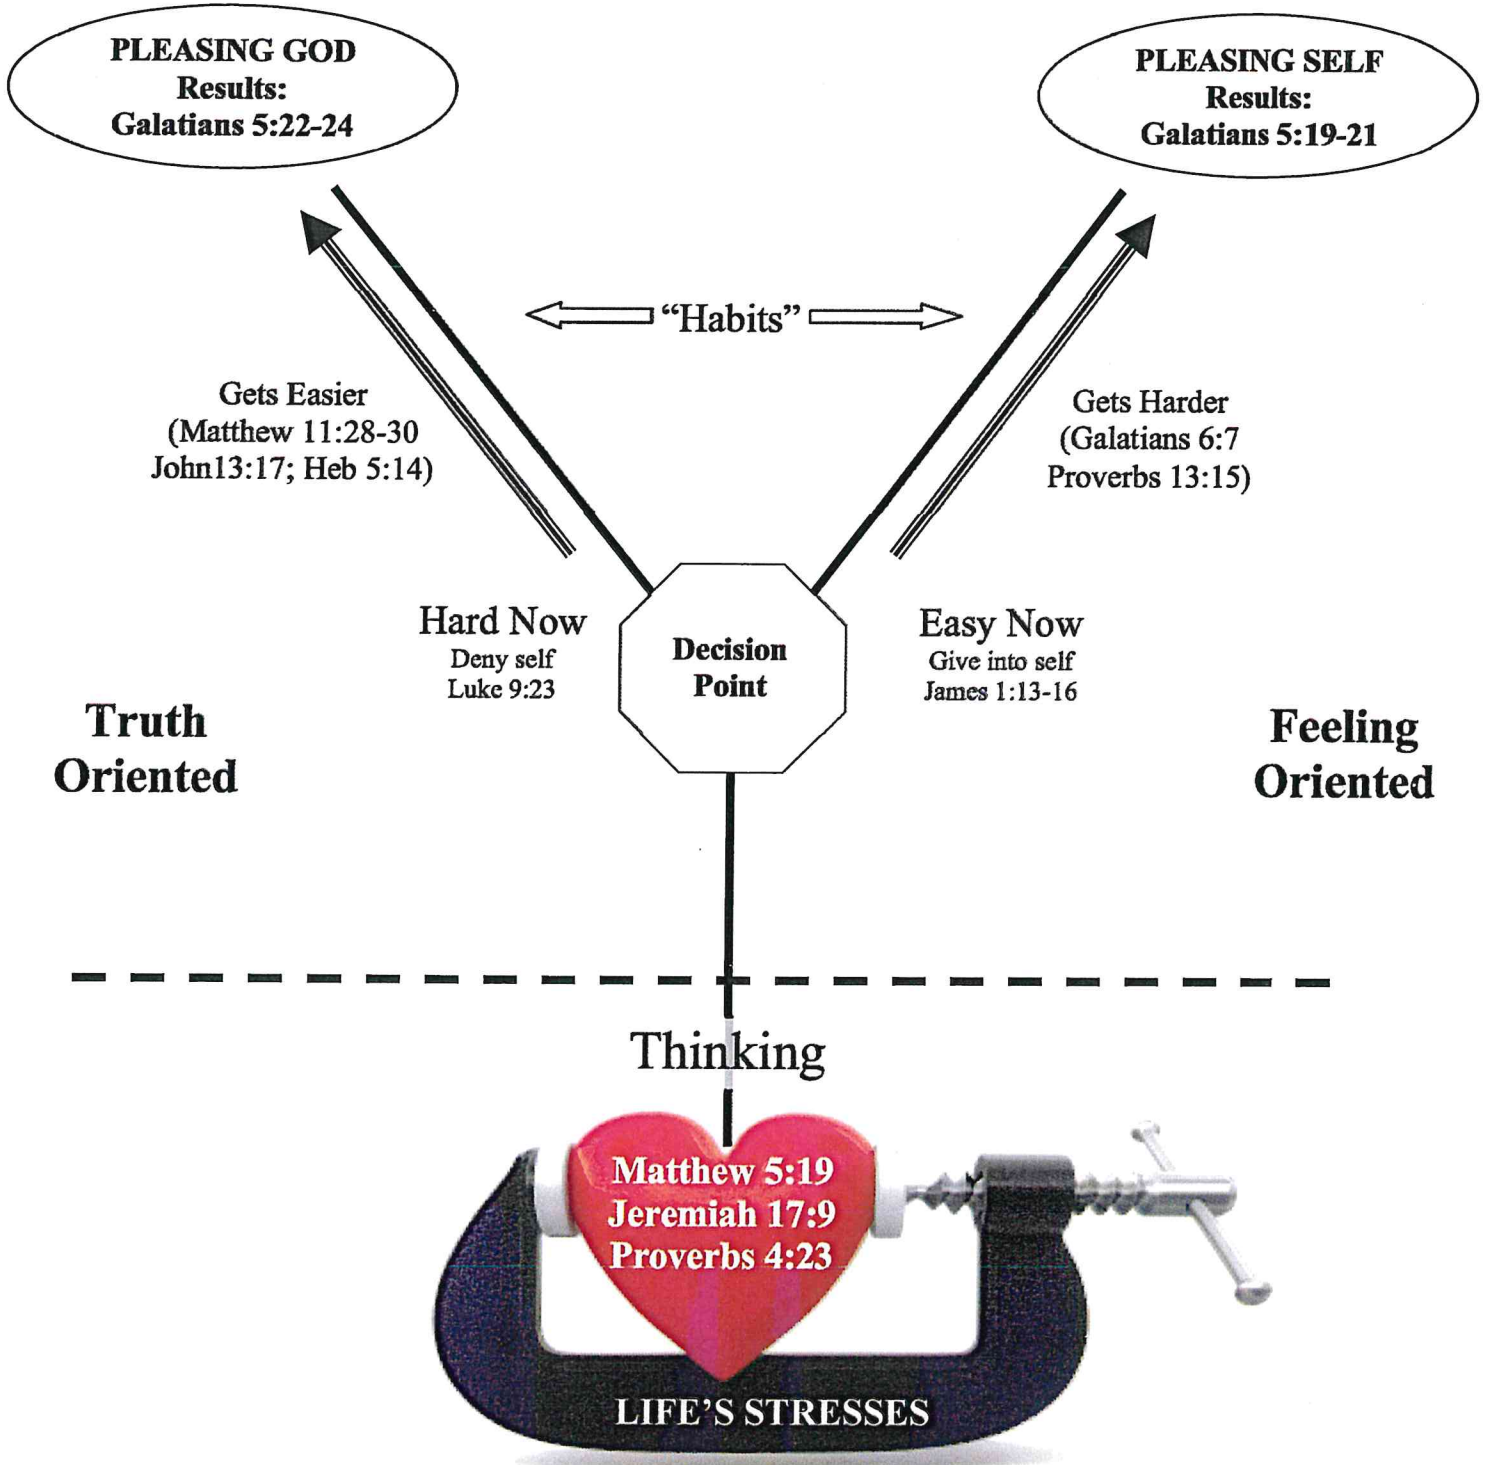 PLEASING GOD
Results:
Galatians 5:22-24
PLEASING SELF
Results:
Galatians 5:19-21
“Habits”
Gets Easier
(Matthew 11:28-30
John13:17; Heb 5:14)
Gets Harder
(Galatians 6:7
Proverbs 13:15)
Hard Now
Deny self
Luke 9:23
Decision
Point
Easy Now
Give into self
James 1:13-16
Truth
Oriented
Feeling
Oriented
Thinking
Matthew 5:19
Jeremiah 17:9
Proverbs 4:23
LIFE’S STRESSES